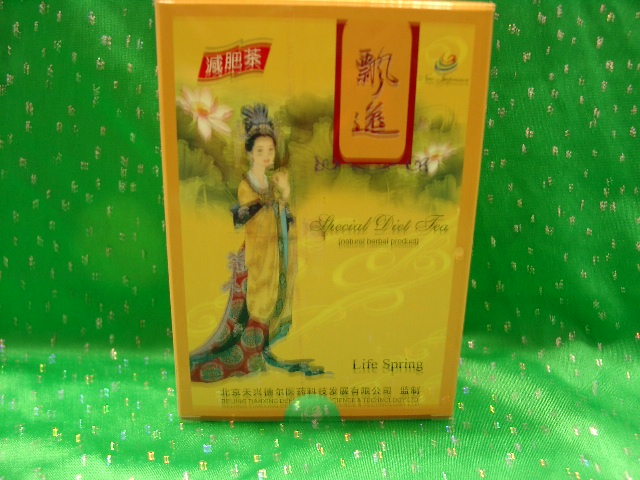 减肥茶
飘逸
Special Diet Tea
(natural herbal product)
Life Spring
北京天兴德尔医药科技发展有限公司 监制